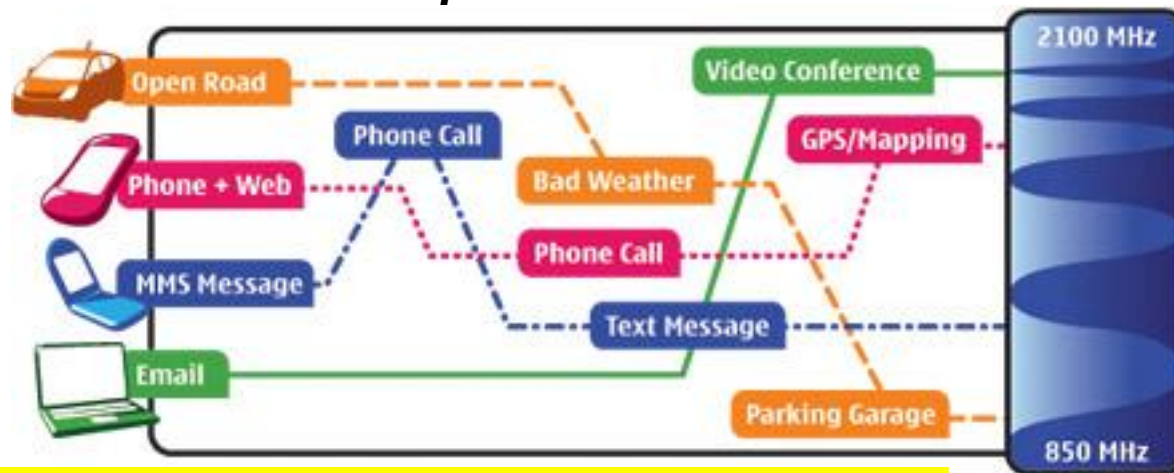 2100 MHz
Open Road
Video Conference
Phone Call
GPS/Mapping
Phone + Web
Bad Weather
Phone Call
MMS Message
Text Message
Email
Parking Garage
850 MHz